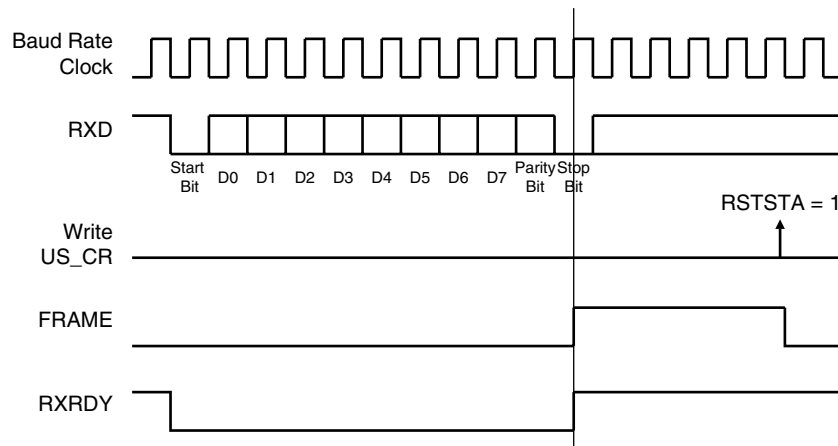 Baud Rate
Clock
RXD
Start
Bit
D0
D1
D2
D3
D4
D5
D6
D7
Parity
Bit
Stop
Bit
RSTSTA = 1
Write
US_CR
FRAME
RXRDY